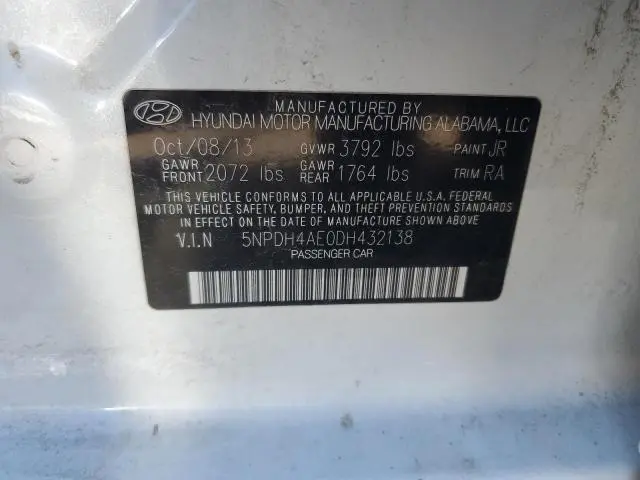 MANUFACTURED BY
HYUNDAI MOTOR MANUFACTURING ALABAMA, LLC
Oct/08/13 GVWR 3792 lbs PAINT JR
GAWR FRONT 2072 lbs GAWR REAR 1764 lbs TRIM RA
THIS VEHICLE CONFORMS TO ALL APPLICABLE U.S.A. FEDERAL
MOTOR VEHICLE SAFETY, BUMPER, AND THEFT PREVENTION STANDARDS
IN EFFECT ON THE DATE OF MANUFACTURE SHOWN ABOVE.
V.I.N 5NPDH4AE0DH432138
PASSENGER CAR